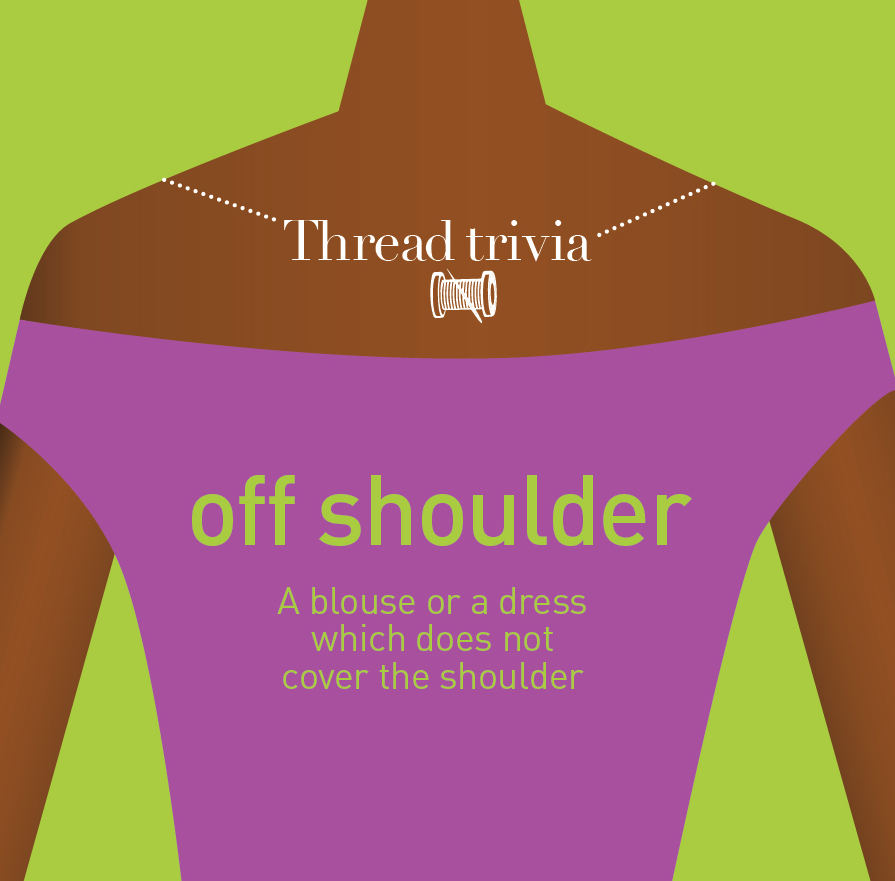 Thread trivia
off shoulder
A blouse or a dress
which does not
cover the shoulder